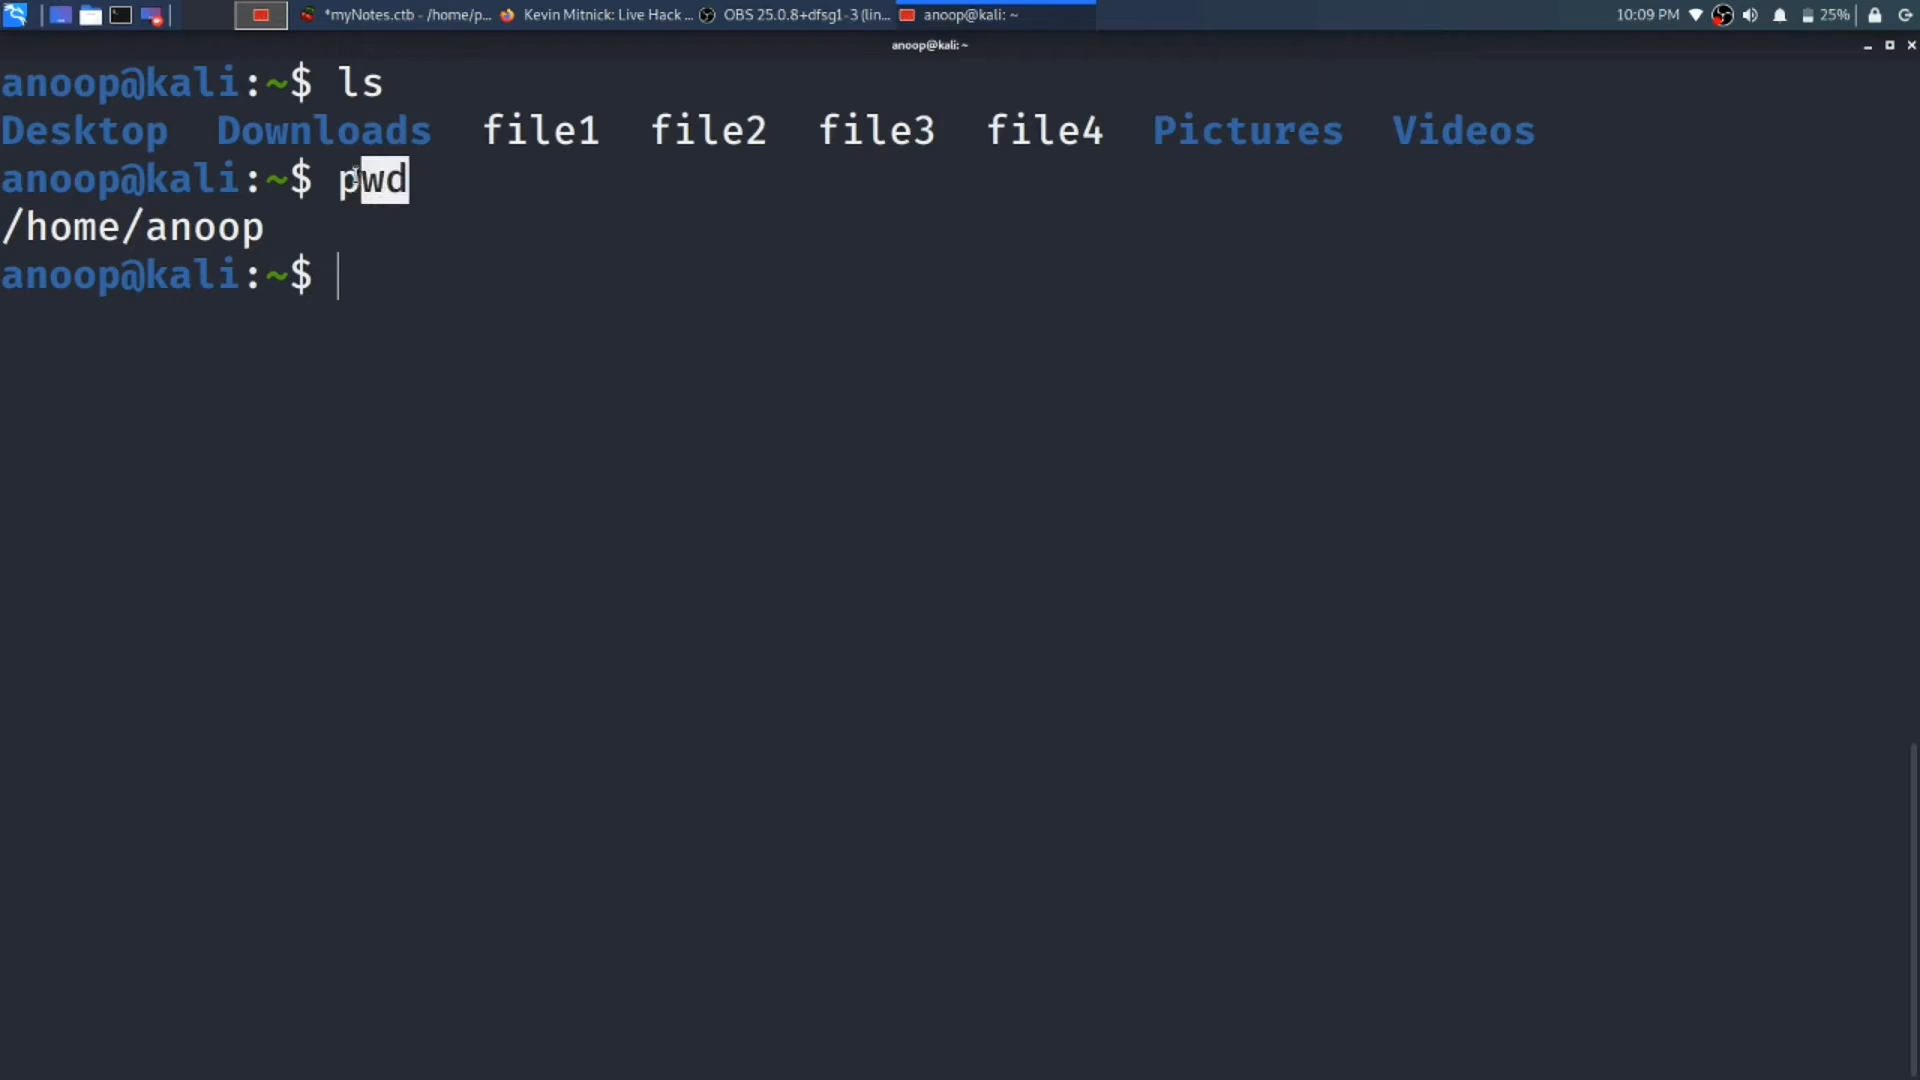 *myNotes.ctb - /home/p... Kevin Mitnick: Live Hack ... OBS 25.0.8+dfsg1-3 (lin... anoop@kali: ~ 10:09 PM 25%
anoop@kali: ~
anoop@kali:~$ ls
Desktop Downloads file1 file2 file3 file4 Pictures Videos
anoop@kali:~$ pwd
/home/anoop
anoop@kali:~$